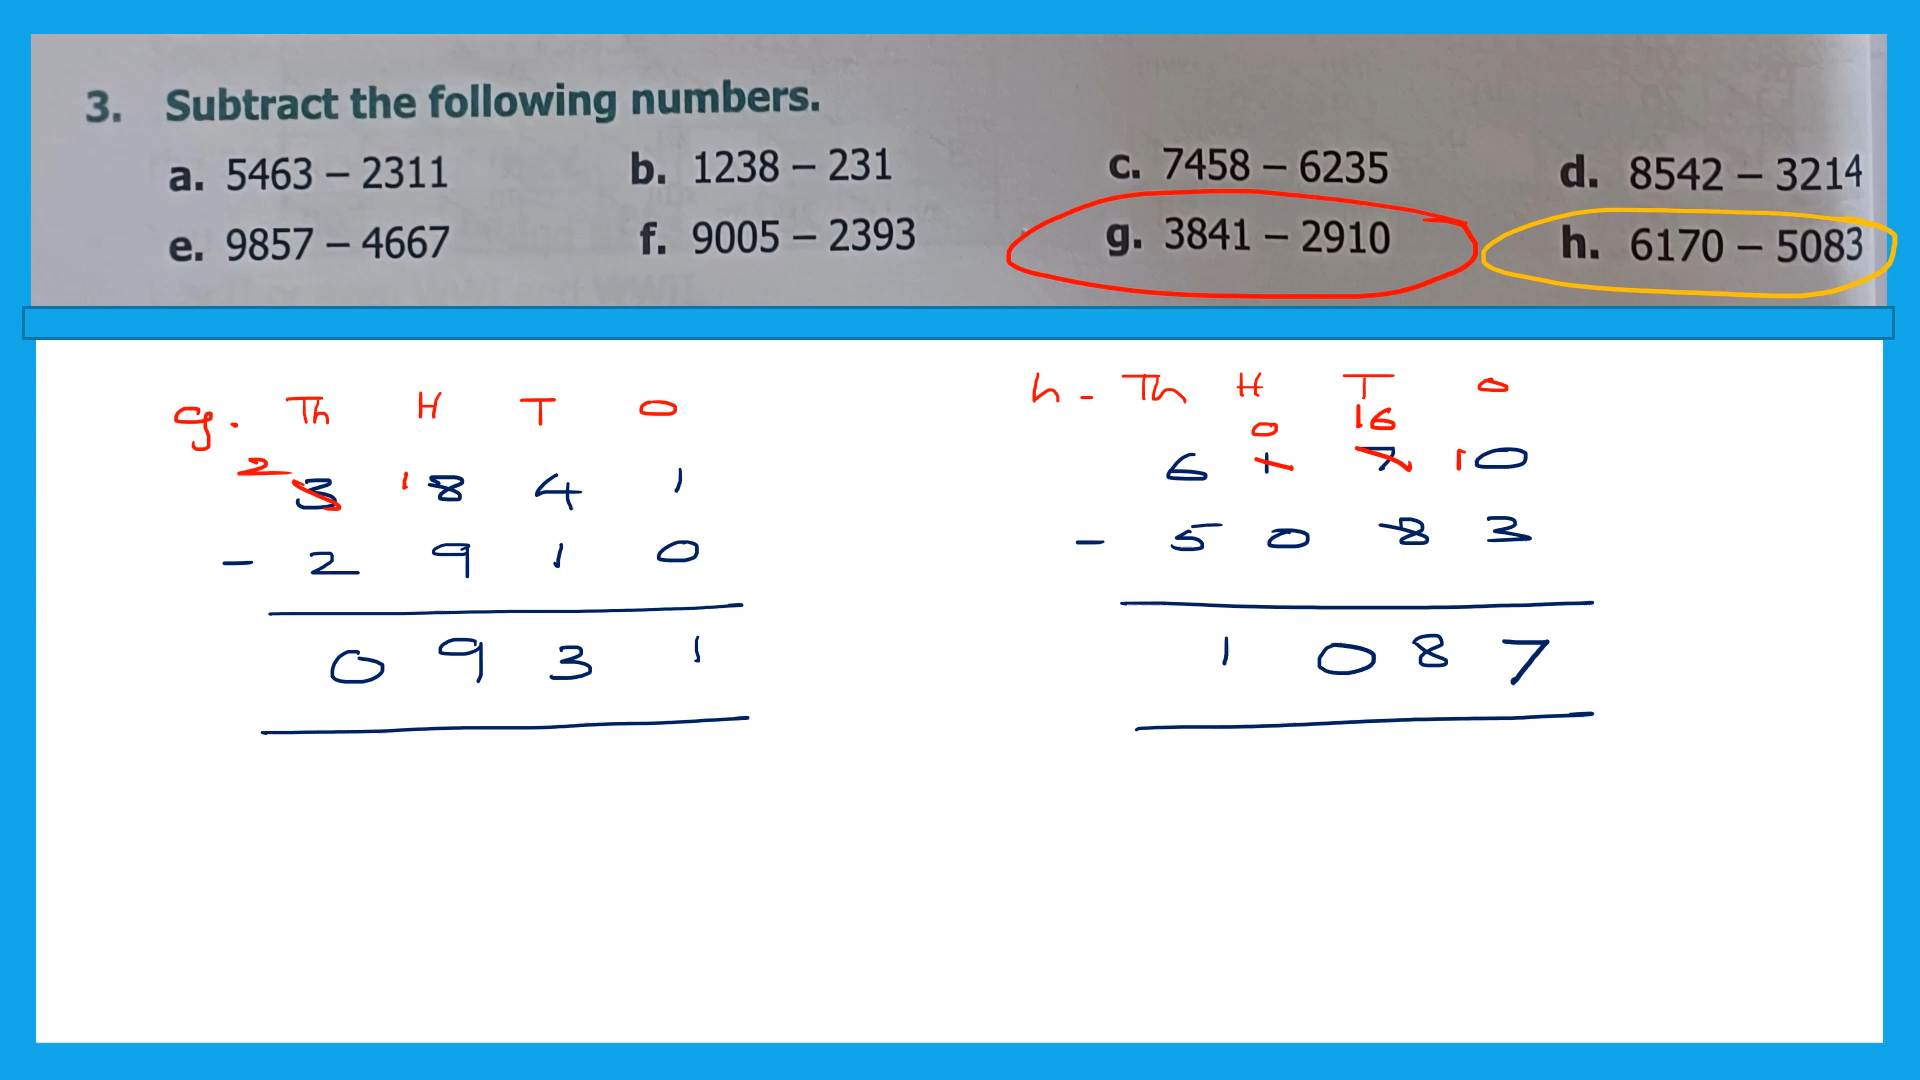 3. Subtract the following numbers.
a. 5463 – 2311 b. 1238 – 231 c. 7458 – 6235 d. 8542 – 3214
e. 9857 – 4667 f. 9005 – 2393 g. 3841 – 2910 h. 6170 – 5083
g. Th H T O
2 1
3 8 4 1
- 2 9 1 0
0 9 3 1
h - Th H T O
0 16
6 1 7 10
- 5 0 8 3
1 0 8 7